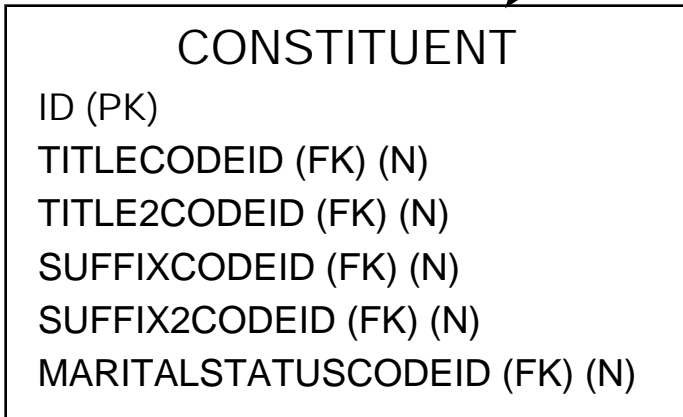 CONSTITUENT
ID (PK)
TITLECODEID (FK) (N)
TITLE2CODEID (FK) (N)
SUFFIXCODEID (FK) (N)
SUFFIX2CODEID (FK) (N)
MARITALSTATUSCODEID (FK) (N)